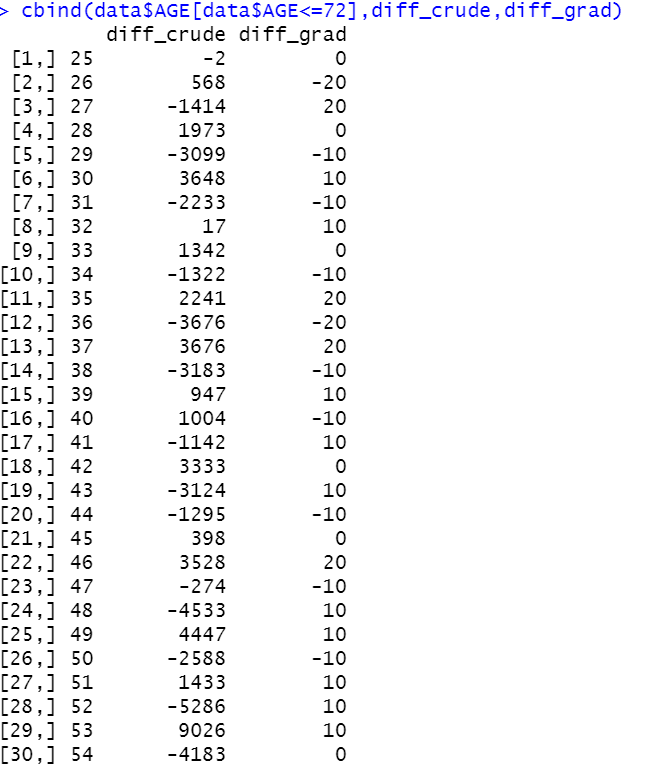 > cbind(data$AGE[data$AGE<=72],diff_crude,diff_grad)
diff_crude diff_grad
[1,] 25 -2 0
[2,] 26 568 -20
[3,] 27 -1414 20
[4,] 28 1973 0
[5,] 29 -3099 -10
[6,] 30 3648 10
[7,] 31 -2233 -10
[8,] 32 17 10
[9,] 33 1342 0
[10,] 34 -1322 -10
[11,] 35 2241 20
[12,] 36 -3676 -20
[13,] 37 3676 20
[14,] 38 -3183 -10
[15,] 39 947 10
[16,] 40 1004 -10
[17,] 41 -1142 10
[18,] 42 3333 0
[19,] 43 -3124 10
[20,] 44 -1295 -10
[21,] 45 398 0
[22,] 46 3528 20
[23,] 47 -274 -10
[24,] 48 -4533 10
[25,] 49 4447 10
[26,] 50 -2588 -10
[27,] 51 1433 10
[28,] 52 -5286 10
[29,] 53 9026 10
[30,] 54 -4183 0